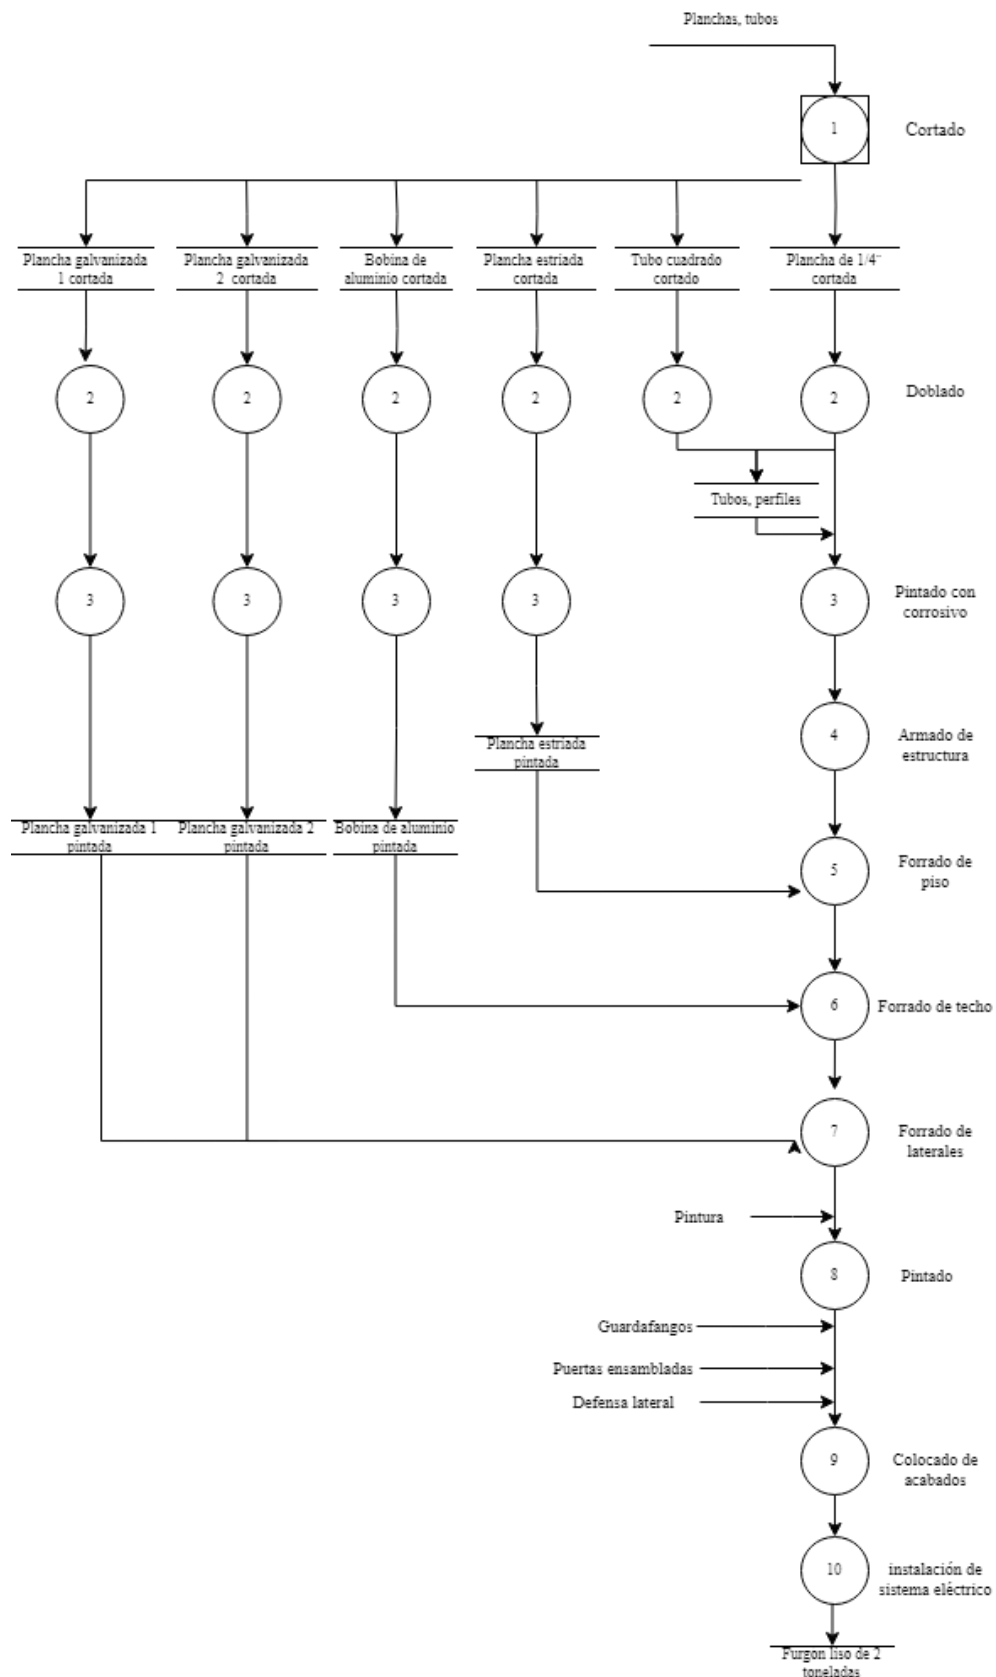 Planchas, tubos
1
Cortado
Plancha galvanizada
1 cortada
Plancha galvanizada
2 cortada
Bobina de
aluminio cortada
Plancha estriada
cortada
Tubo cuadrado
cortado
Plancha de 1/4"
cortada
2
2
2
2
2
2
Doblado
Tubos, perfiles
3
3
3
3
3
Pintado con
corrosivo
4
Armado de
estructura
Plancha estriada
pintada
Plancha galvanizada 1
pintada
Plancha galvanizada 2
pintada
Bobina de aluminio
pintada
5
Forrado de
piso
6
Forrado de techo
7
Forrado de
laterales
Pintura
8
Pintado
Guardafangos
Puertas ensambladas
Defensa lateral
9
Colocado de
acabados
10
instalación de
sistema eléctrico
Furgon liso de 2
toneladas